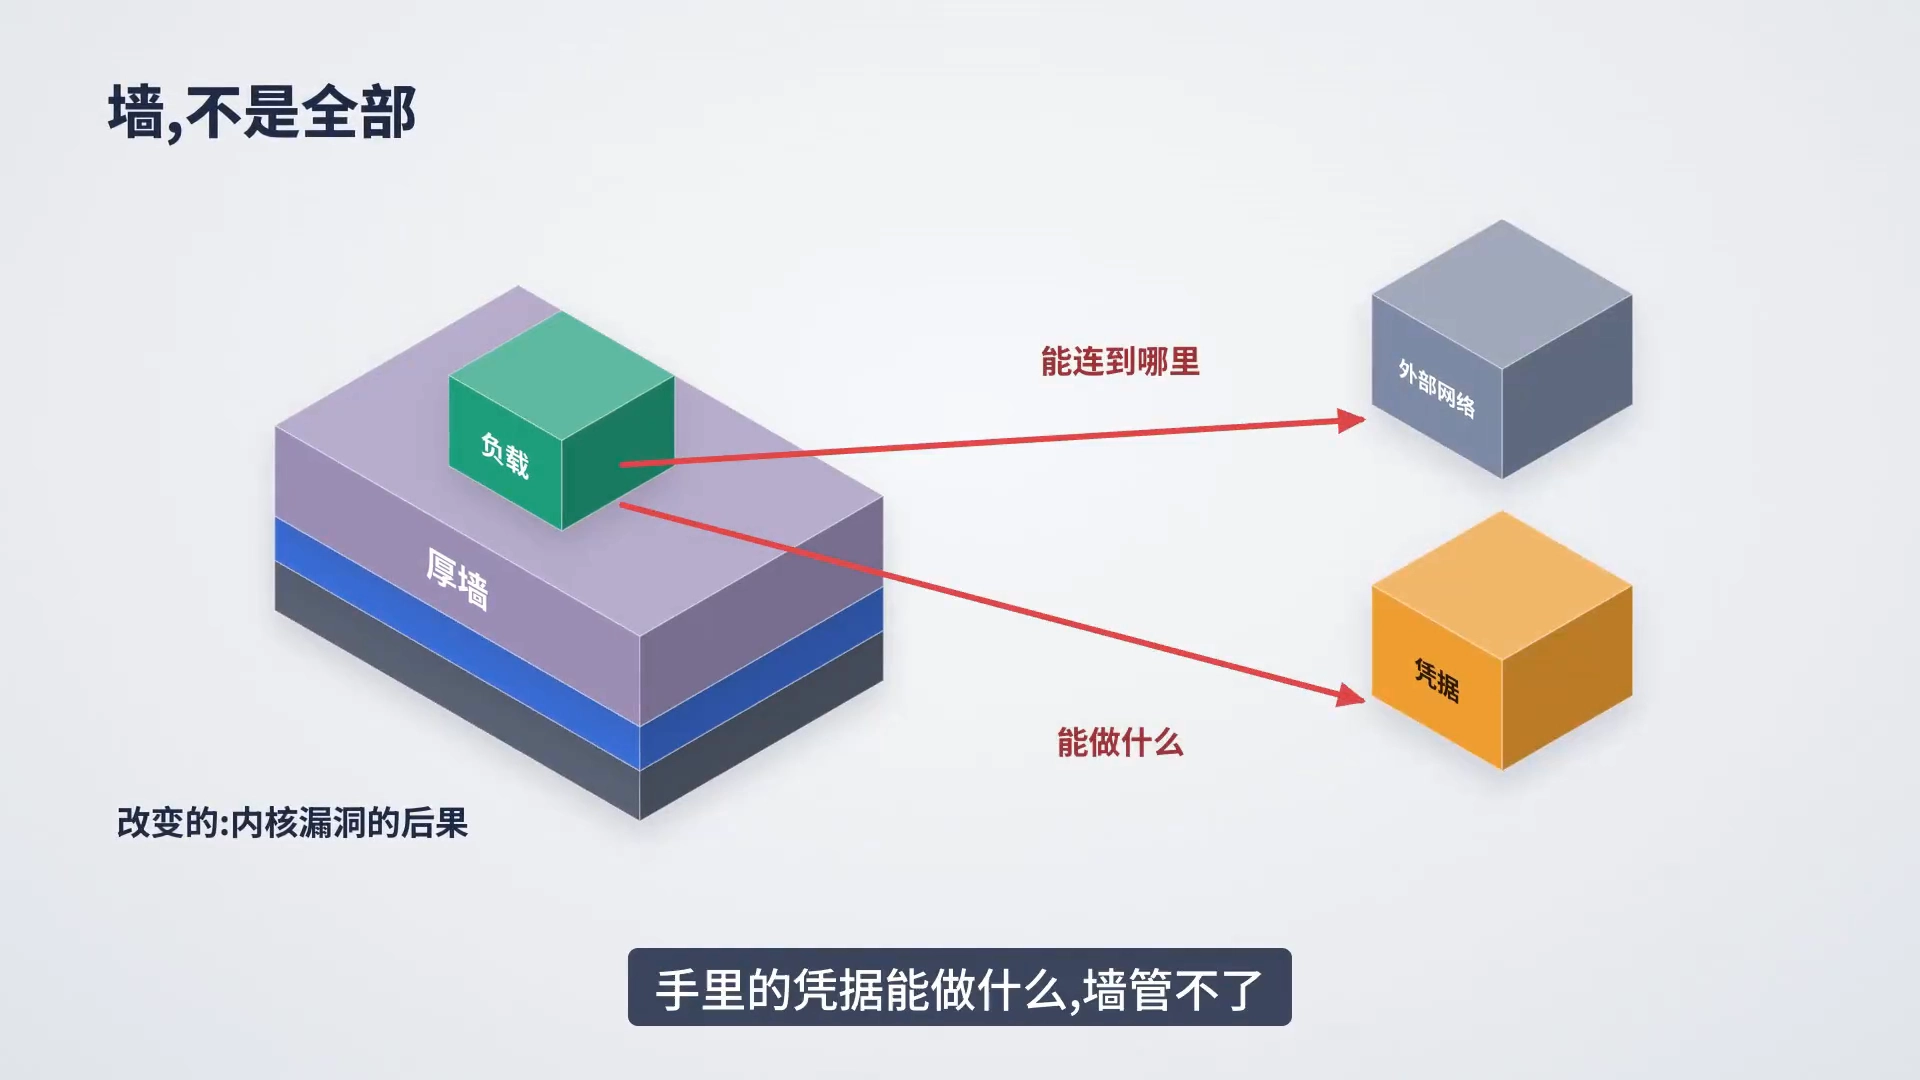 墙,不是全部
能连到哪里
外部网络
负载
厚墙
凭据
能做什么
改变的:内核漏洞的后果
手里的凭据能做什么,墙管不了